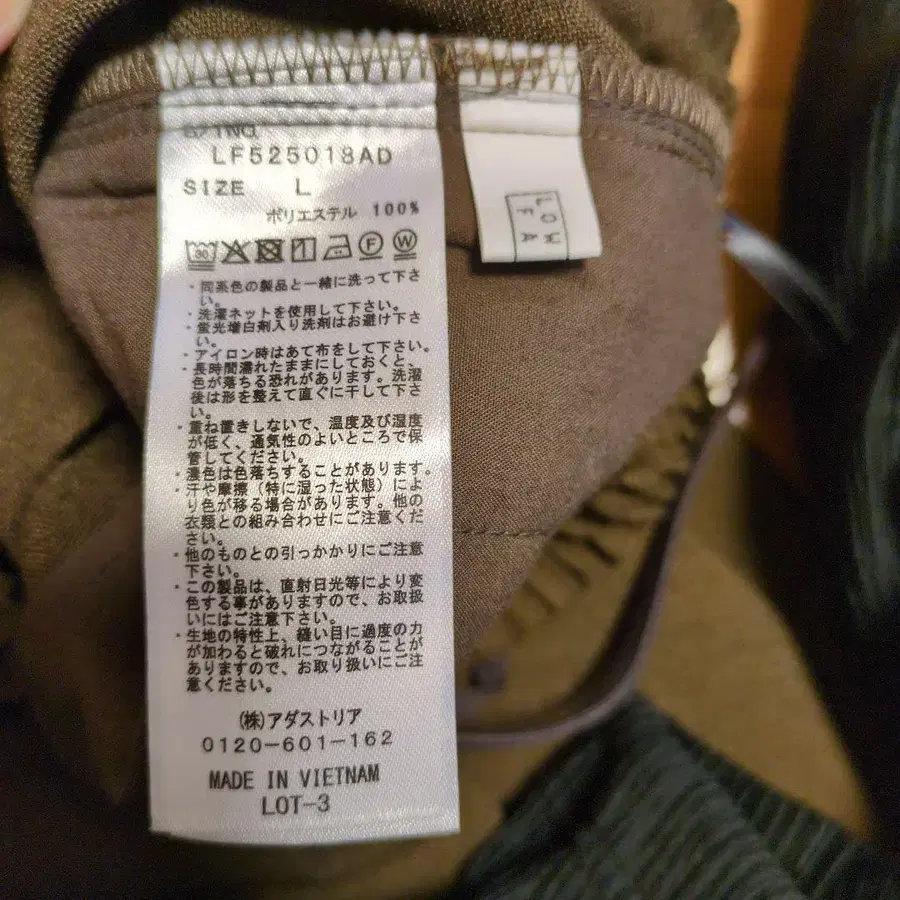 LF525018AD
SIZE L
ポリエステル 100%
30
F
W
・同系色の製品と一緒に洗って下さ
い。
・洗濯ネットを使用して下さい。
・蛍光増白剤入り洗剤はお避け下さ
い。
・アイロン時はあて布をして下さい。
・長時間濡れたままにしておくと、
色が落ちる恐れがあります。洗濯
後は形を整えて直ぐに干して下さ
い。
・重ね置きしないで、温度及び湿度
が低く、通気性のよいところで保
管してください。
・濃色は色落ちすることがあります。
・汗や摩擦（特に湿った状態）によ
り色が移る場合があります。他の
衣類との組み合わせにご注意くだ
さい。
・他のものとの引っかかりにご注意
下さい。
・この製品は、直射日光等により変
色する事がありますので、お取扱
いにはご注意下さい。
・生地の特性上、縫い目に過度の力
が加わると破れにつながることが
ありますので、お取り扱いにご注
意ください。
(株)アダストリア
0120-601-162
MADE IN VIETNAM
LOT-3
LOW
FA